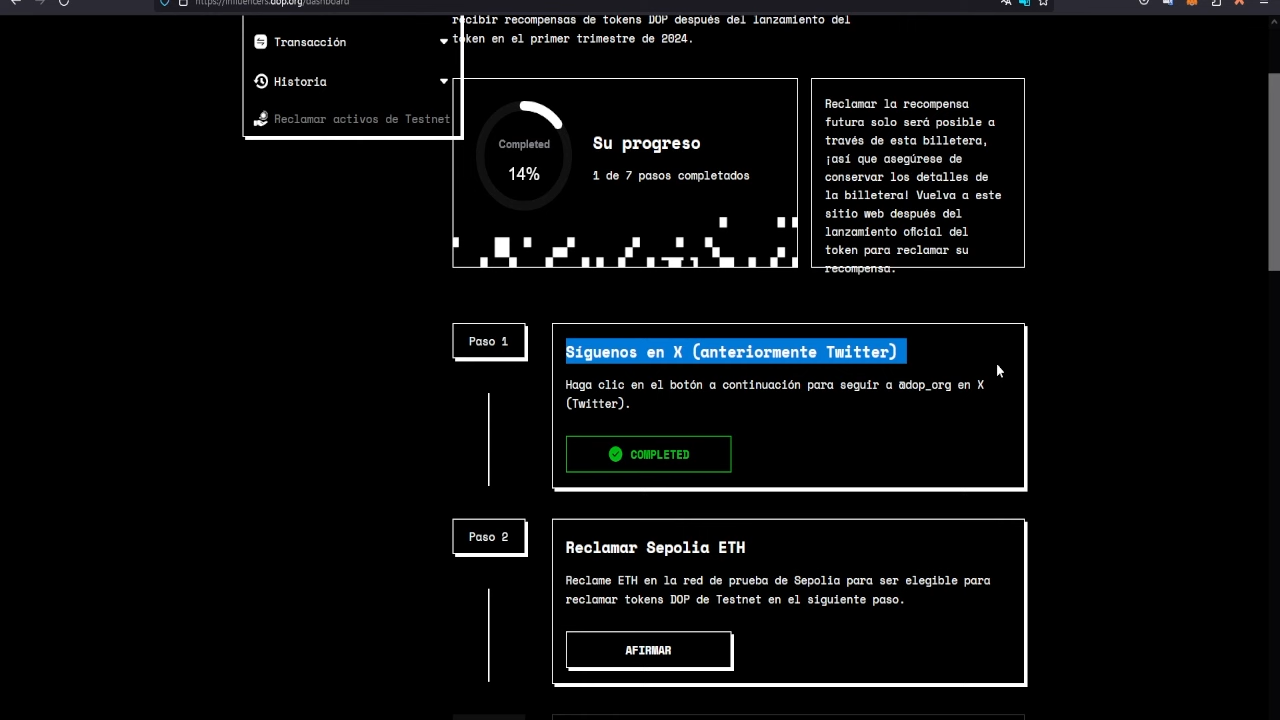 https://influencers.dop.org/dashboard
recibir recompensas de tokens DOP después del lanzamiento del
token en el primer trimestre de 2024.
Transacción
Historia
Reclamar activos de Testnet
Completed
14%
Su progreso
1 de 7 pasos completados
Reclamar la recompensa
futura solo será posible a
través de esta billetera,
¡así que asegúrese de
conservar los detalles de
la billetera! Vuelva a este
sitio web después del
lanzamiento oficial del
token para reclamar su
recompensa.
Paso 1
Síguenos en X (anteriormente Twitter)
Haga clic en el botón a continuación para seguir a @dop_org en X
(Twitter).
COMPLETED
Paso 2
Reclamar Sepolia ETH
Reclame ETH en la red de prueba de Sepolia para ser elegible para
reclamar tokens DOP de Testnet en el siguiente paso.
AFIRMAR